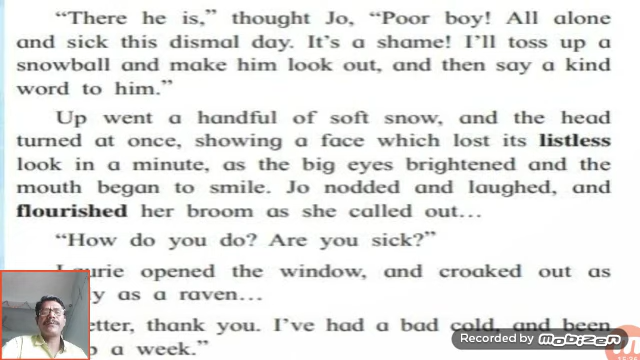 “There he is,” thought Jo, “Poor boy! All alone
and sick this dismal day. It’s a shame! I’ll toss up a
snowball and make him look out, and then say a kind
word to him.”
Up went a handful of soft snow, and the head
turned at once, showing a face which lost its listless
look in a minute, as the big eyes brightened and the
mouth began to smile. Jo nodded and laughed, and
flourished her broom as she called out…
“How do you do? Are you sick?”
Laurie opened the window, and croaked out as
as a raven…
thank you. I’ve had a bad cold, and been
a week.”
Recorded by mobizen